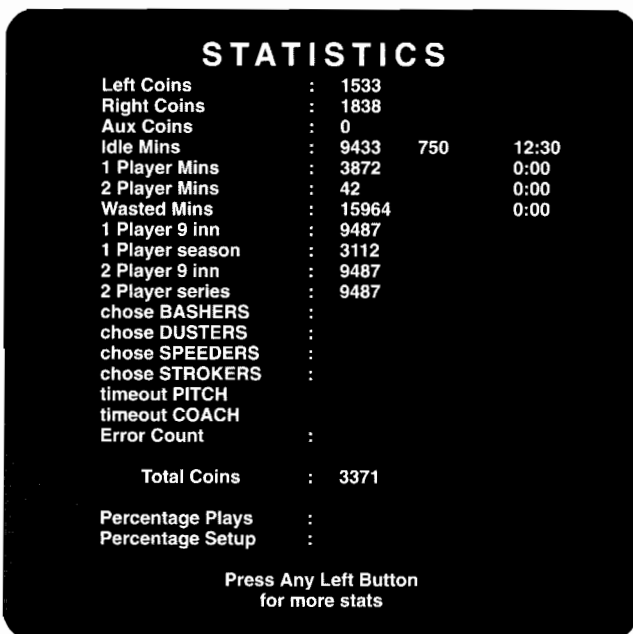 STATISTICS
Left Coins : 1533
Right Coins : 1838
Aux Coins : 0
Idle Mins : 9433 750 12:30
1 Player Mins : 3872 0:00
2 Player Mins : 42 0:00
Wasted Mins : 15964 0:00
1 Player 9 inn : 9487
1 Player season : 3112
2 Player 9 inn : 9487
2 Player series : 9487
chose BASHERS :
chose DUSTERS :
chose SPEEDERS :
chose STROKERS :
timeout PITCH
timeout COACH
Error Count :
Total Coins : 3371
Percentage Plays :
Percentage Setup :
Press Any Left Button
for more stats